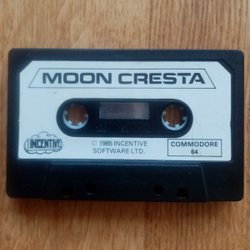 MOON CRESTA
INCENTIVE
© 1985 INCENTIVE
SOFTWARE LTD.
COMMODORE
64